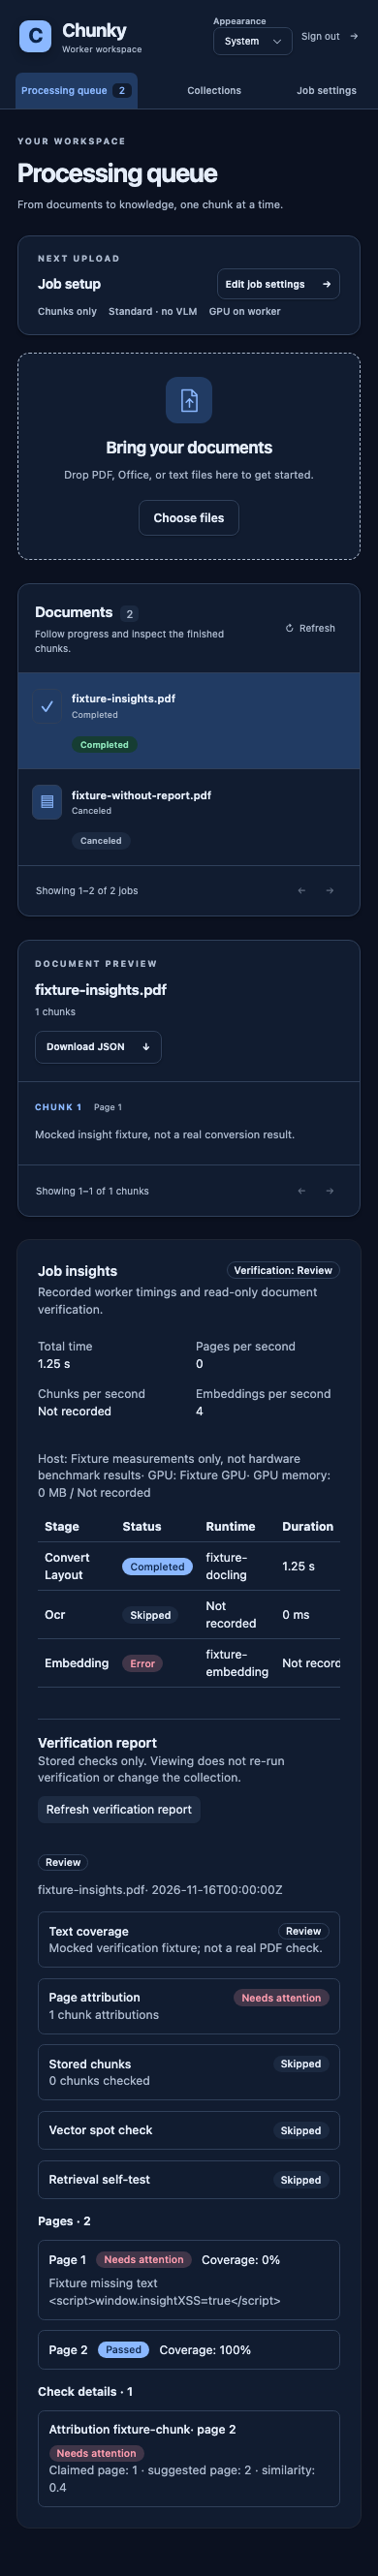 C
Chunky
Worker workspace
Appearance
System
Sign out →
Processing queue 2
Collections
Job settings
YOUR WORKSPACE
Processing queue
From documents to knowledge, one chunk at a time.
NEXT UPLOAD
Job setup
Edit job settings →
Chunks only Standard · no VLM GPU on worker
Bring your documents
Drop PDF, Office, or text files here to get started.
Choose files
Documents 2
Follow progress and inspect the finished
chunks.
↻ Refresh
fixture-insights.pdf
Completed
Completed
fixture-without-report.pdf
Canceled
Canceled
Showing 1–2 of 2 jobs ← →
DOCUMENT PREVIEW
fixture-insights.pdf
1 chunks
Download JSON ↓
CHUNK 1 Page 1
Mocked insight fixture, not a real conversion result.
Showing 1–1 of 1 chunks ← →
Job insights
Verification: Review
Recorded worker timings and read-only document
verification.
Total time
1.25 s
Pages per second
0
Chunks per second
Not recorded
Embeddings per second
4
Host: Fixture measurements only, not hardware
benchmark results· GPU: Fixture GPU· GPU memory:
0 MB / Not recorded
Stage Status Runtime Duration
Convert
Layout
Completed
fixture-
docling
1.25 s
Ocr
Skipped
Not
recorded
0 ms
Embedding
Error
fixture-
embedding
Not recorc
Verification report
Stored checks only. Viewing does not re-run
verification or change the collection.
Refresh verification report
Review
fixture-insights.pdf· 2026-11-16T00:00:00Z
Text coverage Review
Mocked verification fixture; not a real PDF check.
Page attribution Needs attention
1 chunk attributions
Stored chunks Skipped
0 chunks checked
Vector spot check Skipped
Retrieval self-test Skipped
Pages · 2
Page 1 Needs attention Coverage: 0%
Fixture missing text
<script>window.insightXSS=true</script>
Page 2 Passed Coverage: 100%
Check details · 1
Attribution fixture-chunk· page 2
Needs attention
Claimed page: 1 · suggested page: 2 · similarity:
0.4